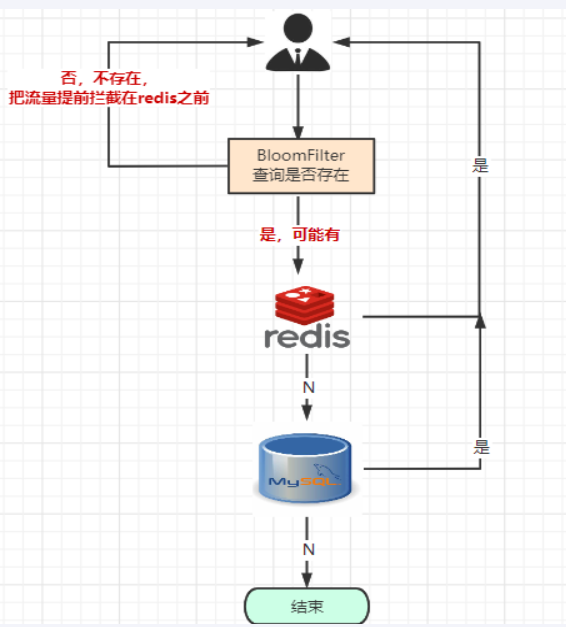 否，不存在，
把流量提前拦截在redis之前
BloomFilter
查询是否存在
是
是，可能有
redis
N
是
MySQL
N
结束